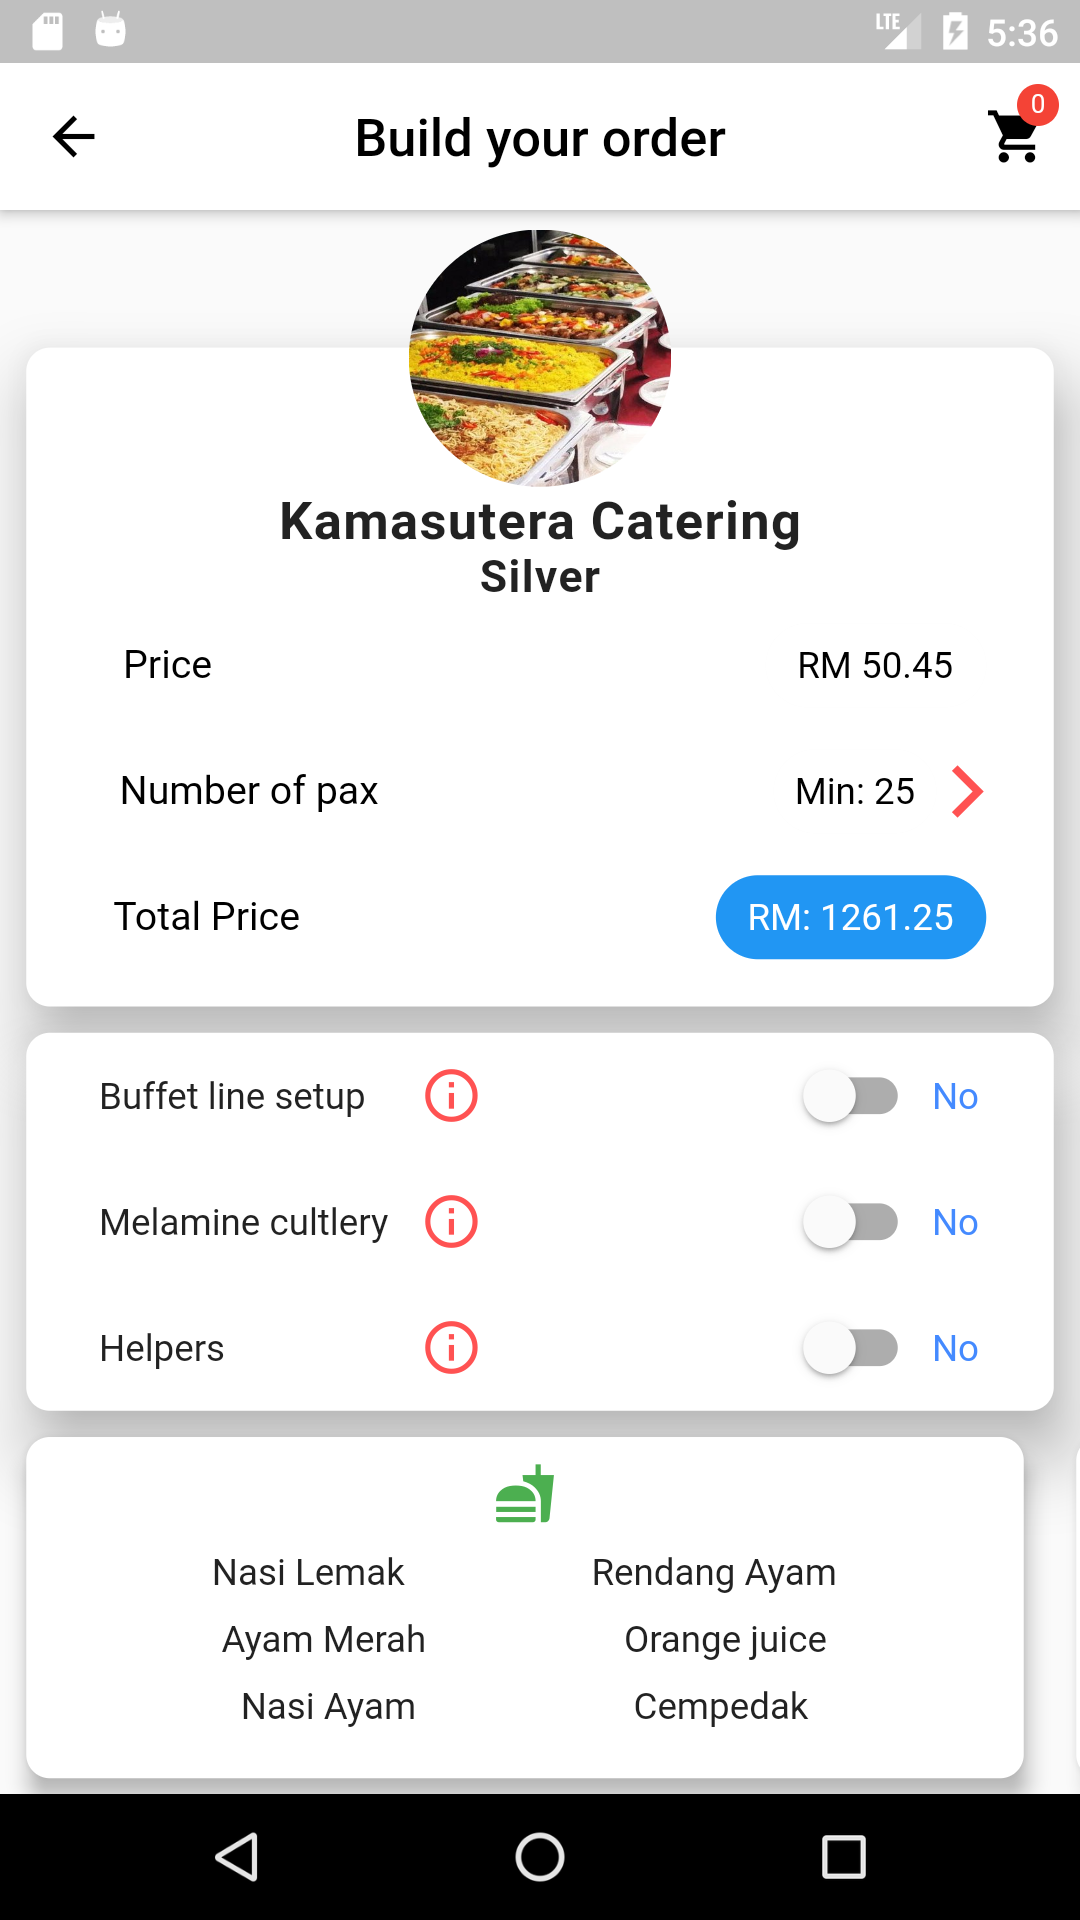 LTE 5:36
Build your order
0
Kamasutera Catering
Silver
Price RM 50.45
Number of pax Min: 25
Total Price RM: 1261.25
Buffet line setup No
Melamine cultlery No
Helpers No
Nasi Lemak Rendang Ayam
Ayam Merah Orange juice
Nasi Ayam Cempedak